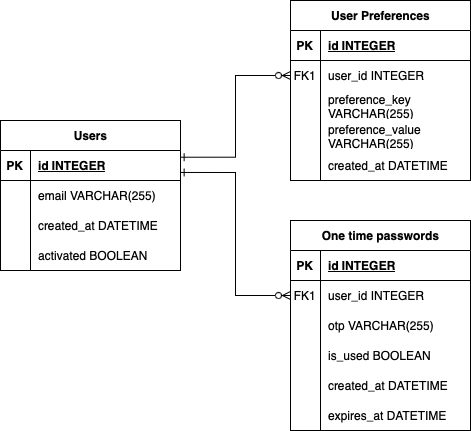 User Preferences
PK id INTEGER
FK1 user_id INTEGER
preference_key
VARCHAR(255)
preference_value
VARCHAR(255)
created_at DATETIME
Users
PK id INTEGER
email VARCHAR(255)
created_at DATETIME
activated BOOLEAN
One time passwords
PK id INTEGER
FK1 user_id INTEGER
otp VARCHAR(255)
is_used BOOLEAN
created_at DATETIME
expires_at DATETIME